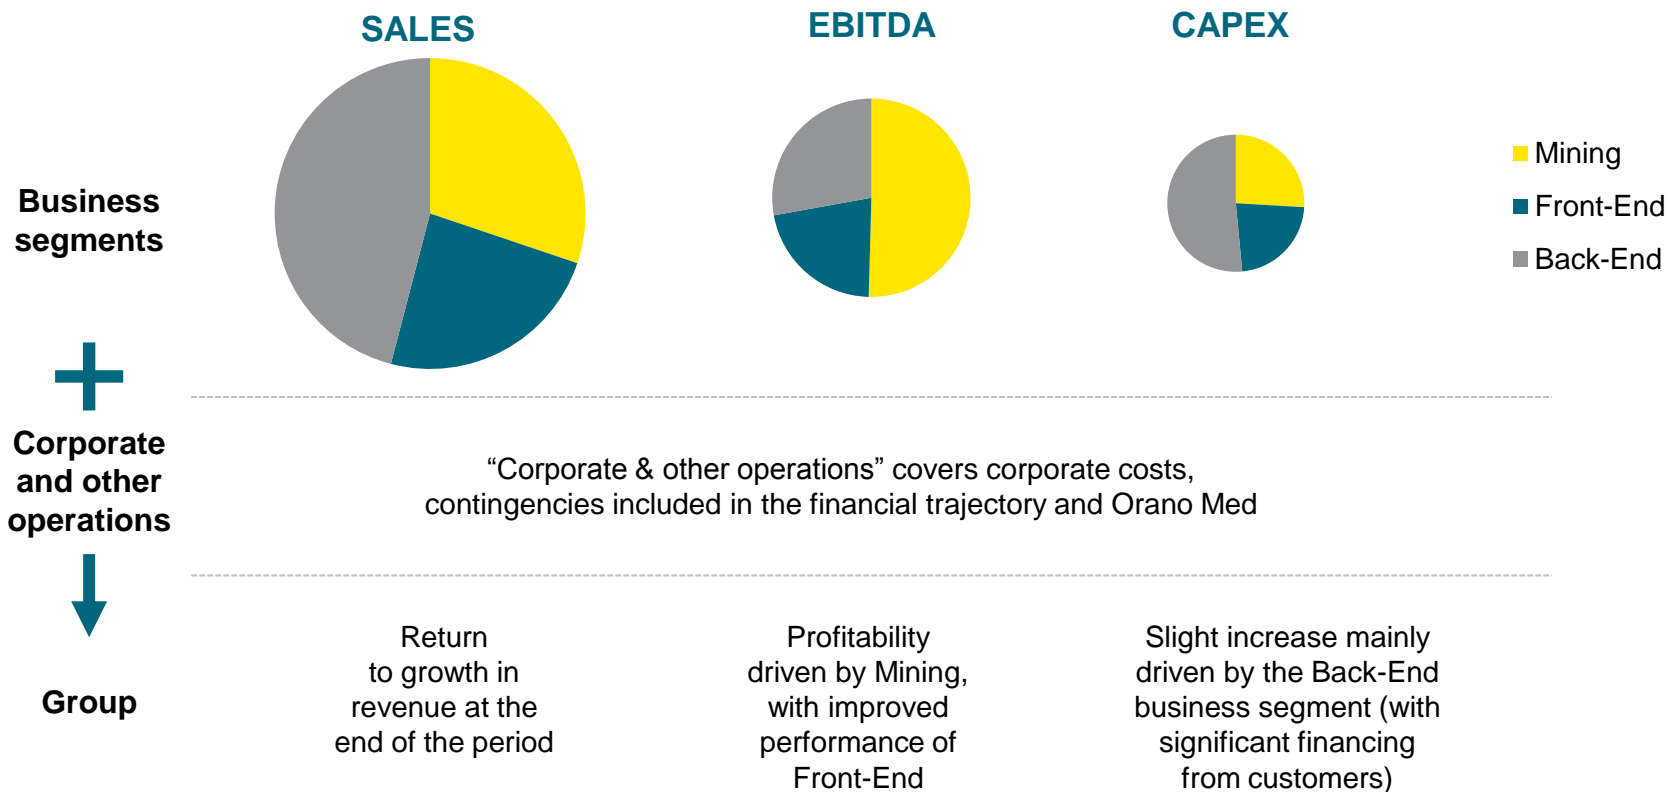 SALES
EBITDA
CAPEX
Mining
Front-End
Back-End
Business
segments
Corporate
and other
operations
“Corporate & other operations” covers corporate costs,
contingencies included in the financial trajectory and Orano Med
Group
Return
to growth in
revenue at the
end of the period
Profitability
driven by Mining,
with improved
performance of
Front-End
Slight increase mainly
driven by the Back-End
business segment (with
significant financing
from customers)